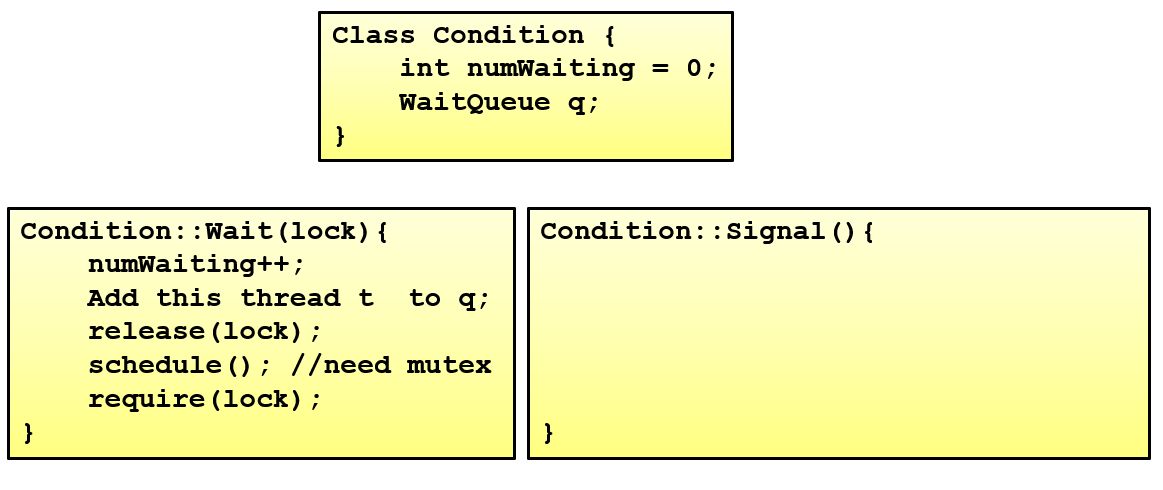 Class Condition {
    int numWaiting = 0;
    WaitQueue q;
}
Condition::Wait(lock){
    numWaiting++;
    Add this thread t  to q;
    release(lock);
    schedule(); //need mutex
    require(lock);
}
Condition::Signal(){
}